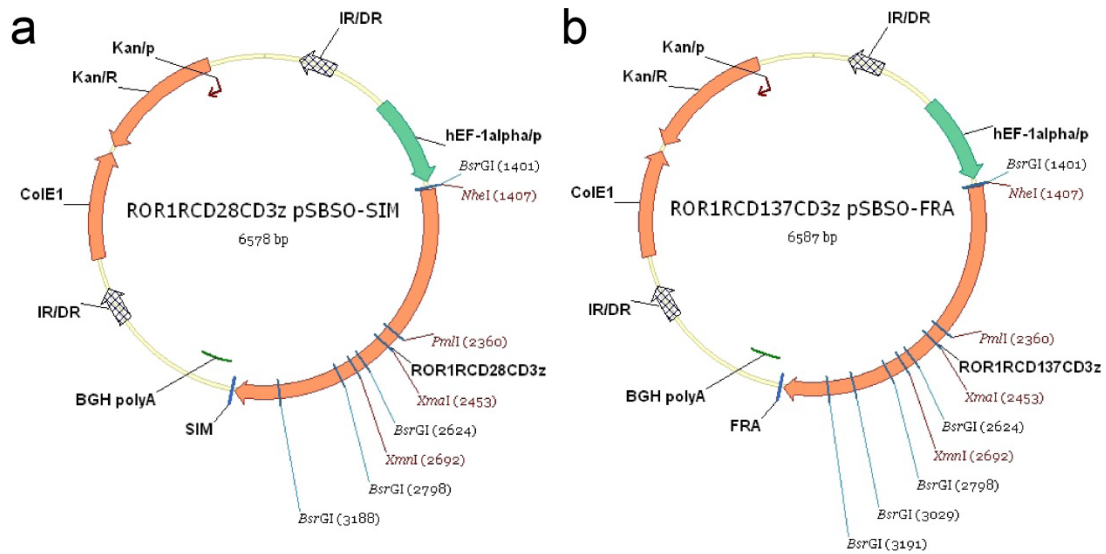 a
IR/DR
Kan/p
Kan/R
hEF-1alpha/p
BsrGI (1401)
NheI (1407)
ColE1
ROR1RCD28CD3z pSBSO-SIM
6578 bp
IR/DR
PmlI (2360)
ROR1RCD28CD3z
XmaI (2453)
BGH polyA
SIM
BsrGI (2624)
XmnI (2692)
BsrGI (2798)
BsrGI (3188)
b
IR/DR
Kan/p
Kan/R
hEF-1alpha/p
BsrGI (1401)
NheI (1407)
ColE1
ROR1RCD137CD3z pSBSO-FRA
6587 bp
IR/DR
PmlI (2360)
ROR1RCD137CD3z
XmaI (2453)
BGH polyA
FRA
BsrGI (2624)
XmnI (2692)
BsrGI (2798)
BsrGI (3029)
BsrGI (3191)